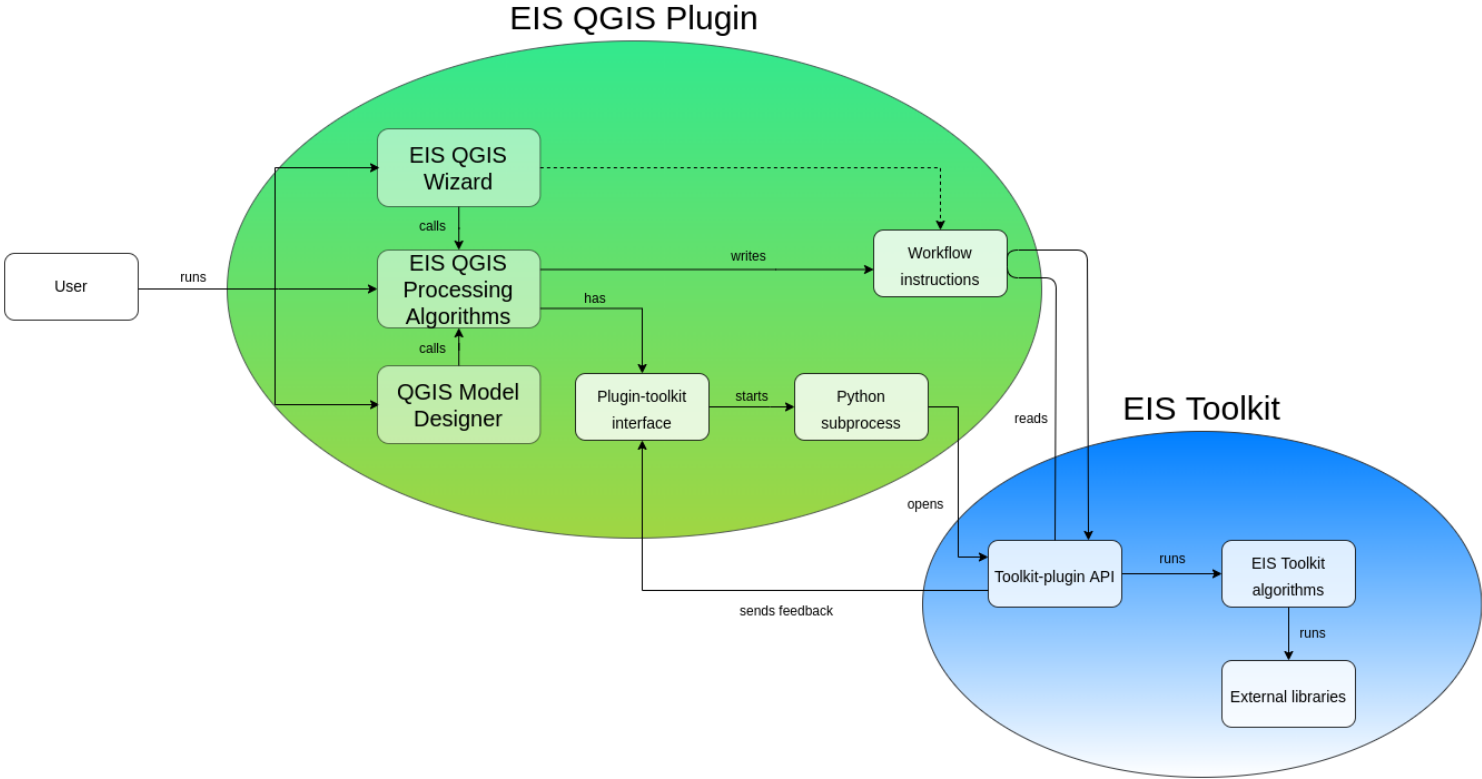 EIS QGIS Plugin
EIS QGIS
Wizard
calls
EIS QGIS
Processing
Algorithms
calls
QGIS Model
Designer
User
runs
writes
Workflow
instructions
has
Plugin-toolkit
interface
starts
Python
subprocess
reads
opens
sends feedback
EIS Toolkit
Toolkit-plugin API
runs
EIS Toolkit
algorithms
runs
External libraries